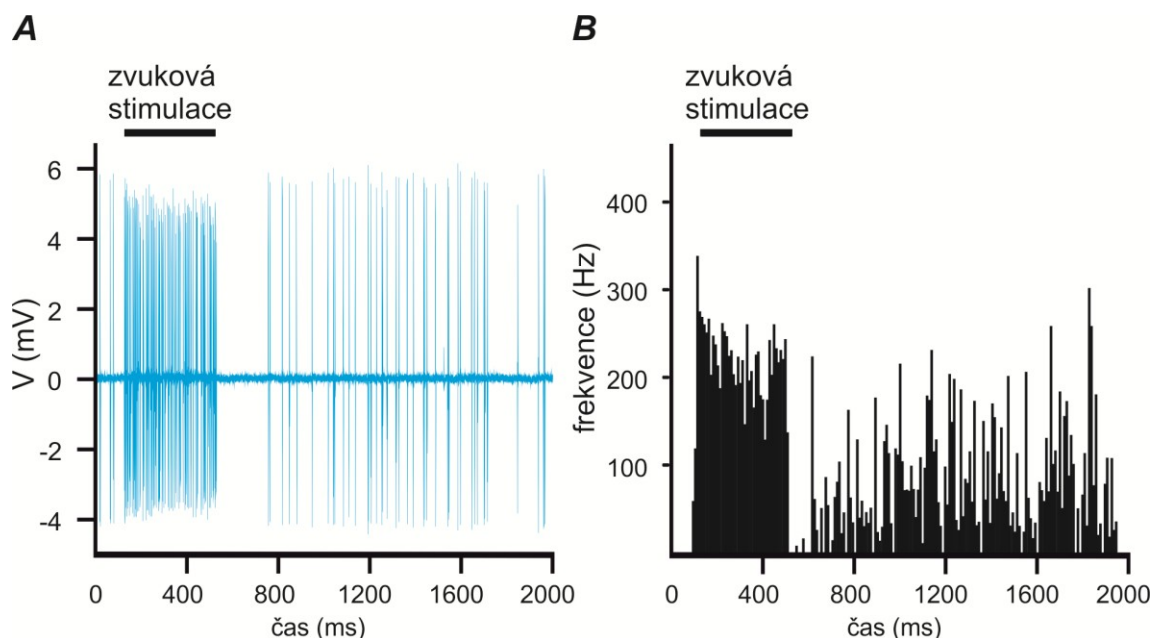 A
zvuková
stimulace
6
4
2
0
-2
-4
V (mV)
0 400 800 1200 1600 2000
čas (ms)
B
zvuková
stimulace
400
300
200
100
frekvence (Hz)
0 400 800 1200 1600 2000
čas (ms)